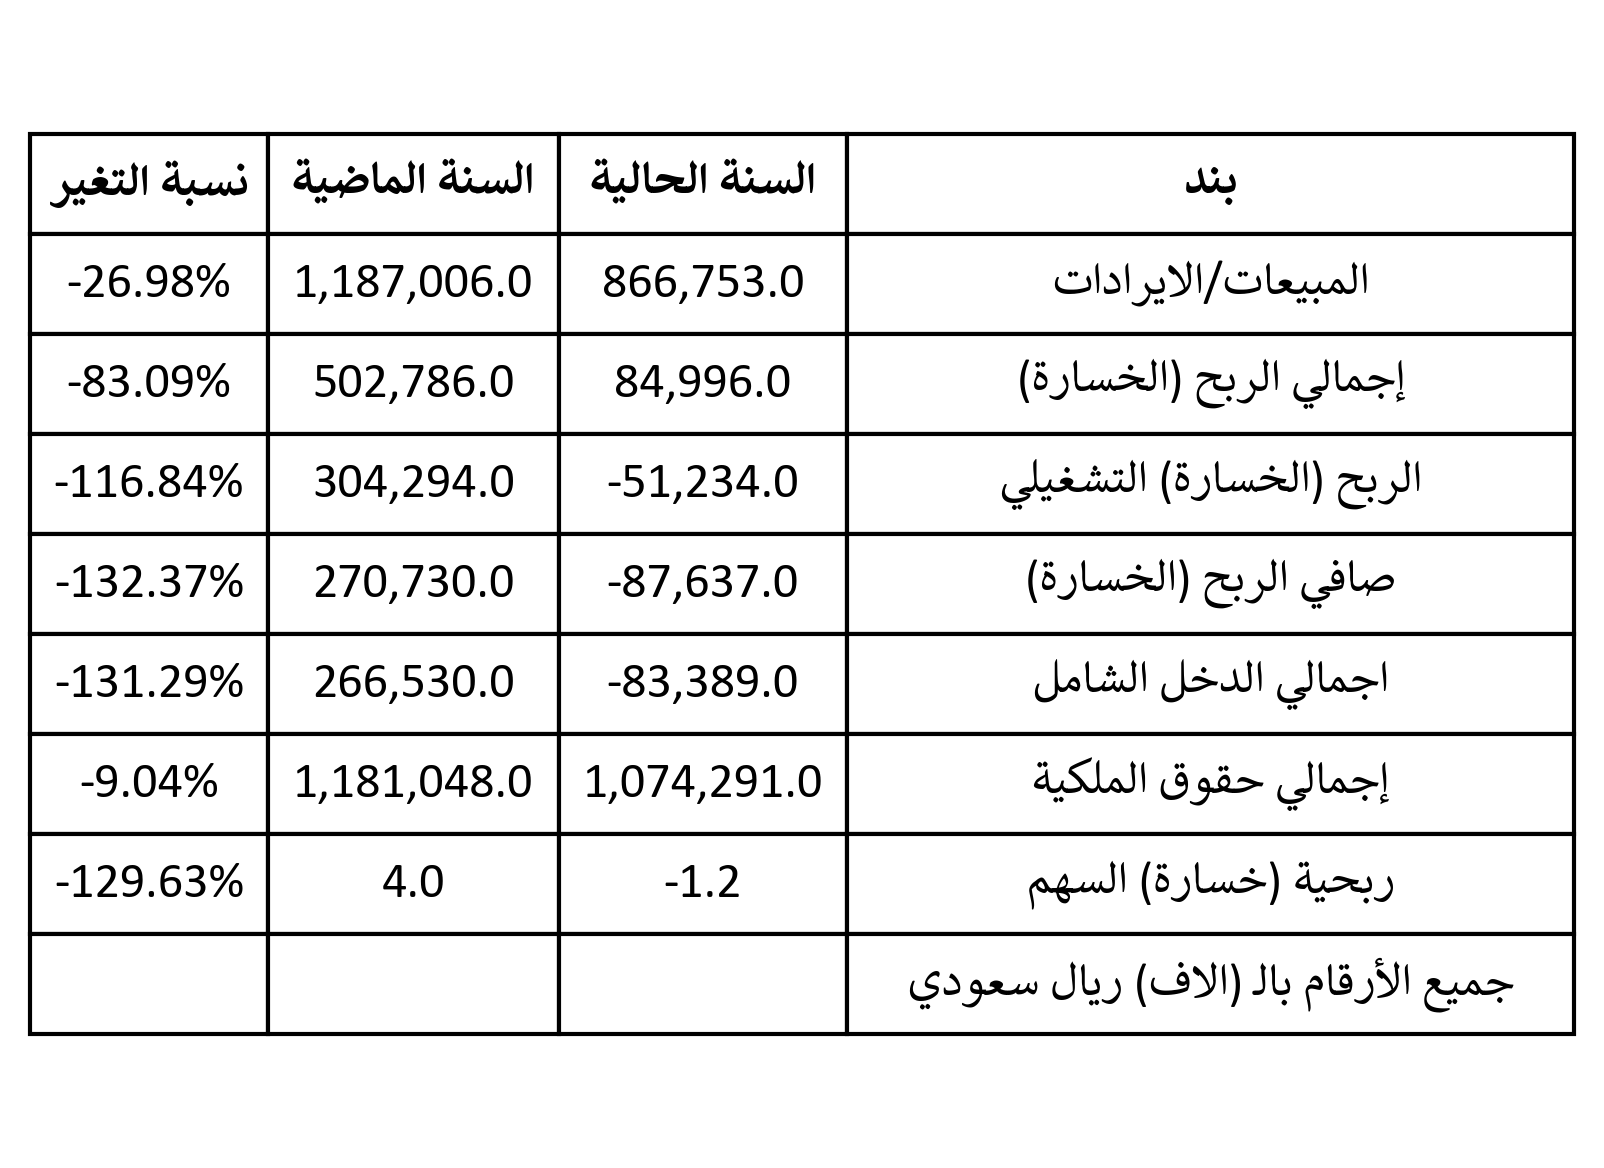 بند السنة الحالية السنة الماضية نسبة التغير
المبيعات/الايرادات 866,753.0 1,187,006.0 -26.98%
إجمالي الربح (الخسارة) 84,996.0 502,786.0 -83.09%
الربح (الخسارة) التشغيلي -51,234.0 304,294.0 -116.84%
صافي الربح (الخسارة) -87,637.0 270,730.0 -132.37%
اجمالي الدخل الشامل -83,389.0 266,530.0 -131.29%
إجمالي حقوق الملكية 1,074,291.0 1,181,048.0 -9.04%
ربحية (خسارة) السهم -1.2 4.0 -129.63%
جميع الأرقام بالـ (الاف) ريال سعودي